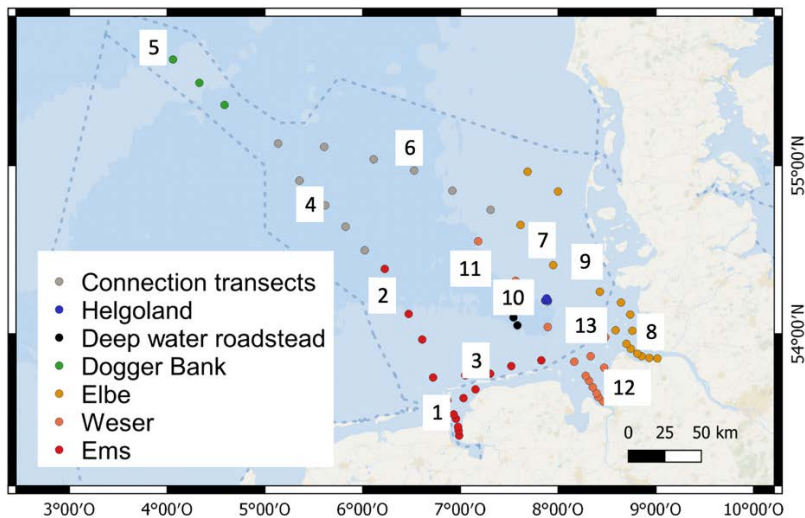 5
6
4
7
9
11
2
10
13
8
3
12
1
Connection transects
Helgoland
Deep water roadstead
Dogger Bank
Elbe
Weser
Ems
0 25 50 km
55°00'N
54°00'N
3°00'O 4°00'O 5°00'O 6°00'O 7°00'O 8°00'O 9°00'O 10°00'O